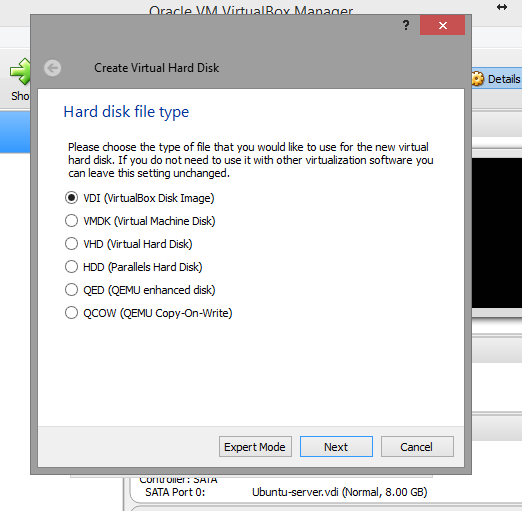 Oracle VM VirtualBox Manager
?
Create Virtual Hard Disk
Sho
Details
Hard disk file type
Please choose the type of file that you would like to use for the new virtual
hard disk. If you do not need to use it with other virtualization software you
can leave this setting unchanged.
VDI (VirtualBox Disk Image)
VMDK (Virtual Machine Disk)
VHD (Virtual Hard Disk)
HDD (Parallels Hard Disk)
QED (QEMU enhanced disk)
QCOW (QEMU Copy-On-Write)
Expert Mode Next Cancel
Controller: SATA
SATA Port 0: Ubuntu-server.vdi (Normal, 8.00 GB)